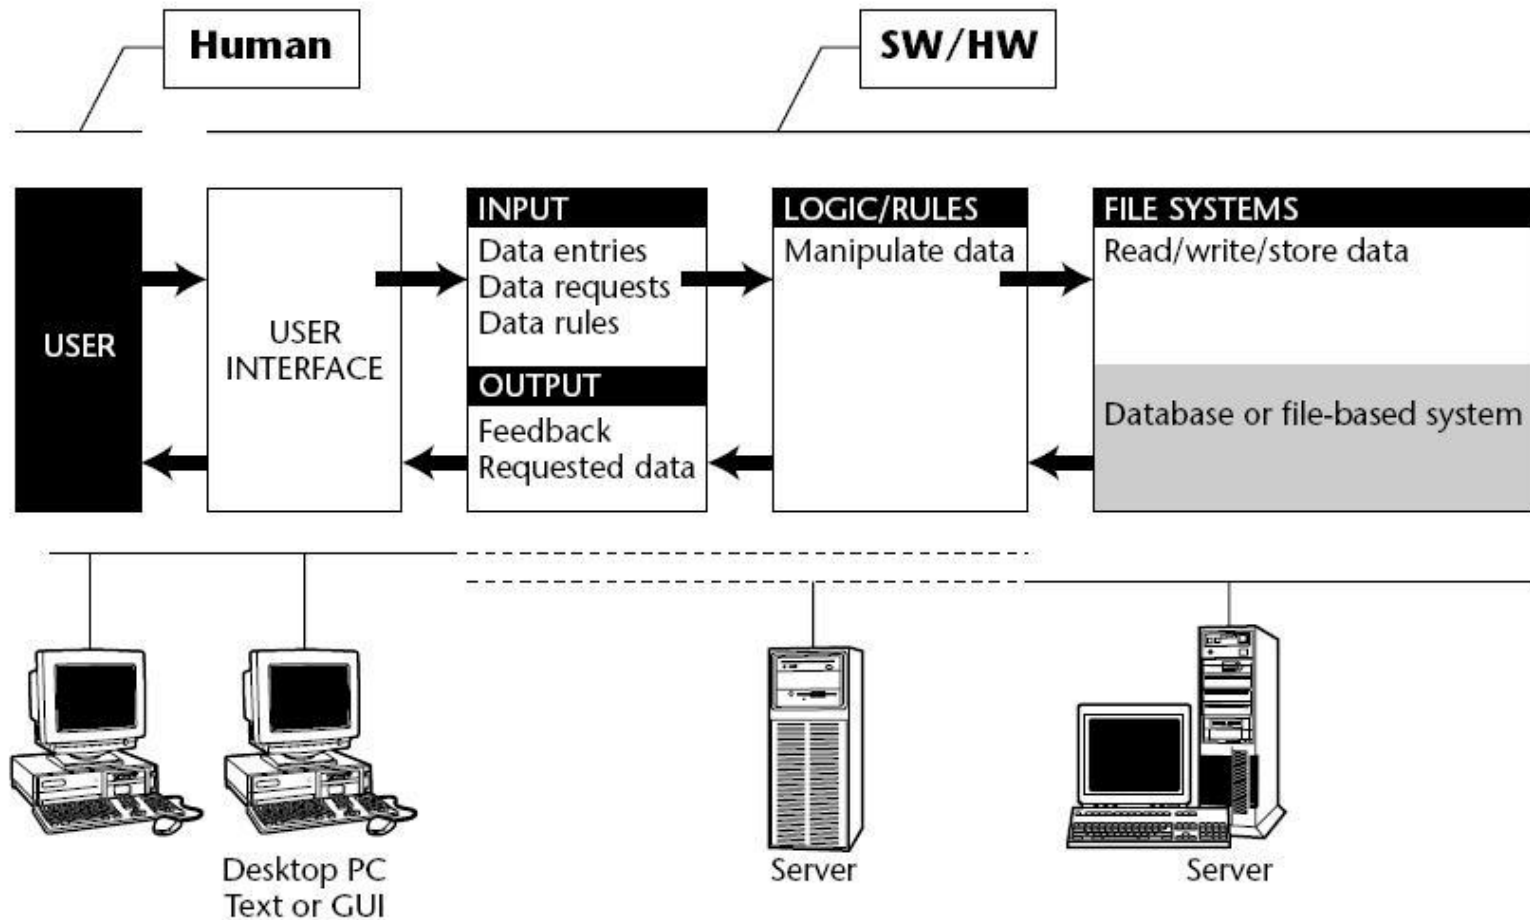 Human
SW/HW
USER
USER
INTERFACE
INPUT
Data entries
Data requests
Data rules
OUTPUT
Feedback
Requested data
LOGIC/RULES
Manipulate data
FILE SYSTEMS
Read/write/store data
Database or file-based system
Desktop PC
Text or GUI
Server
Server